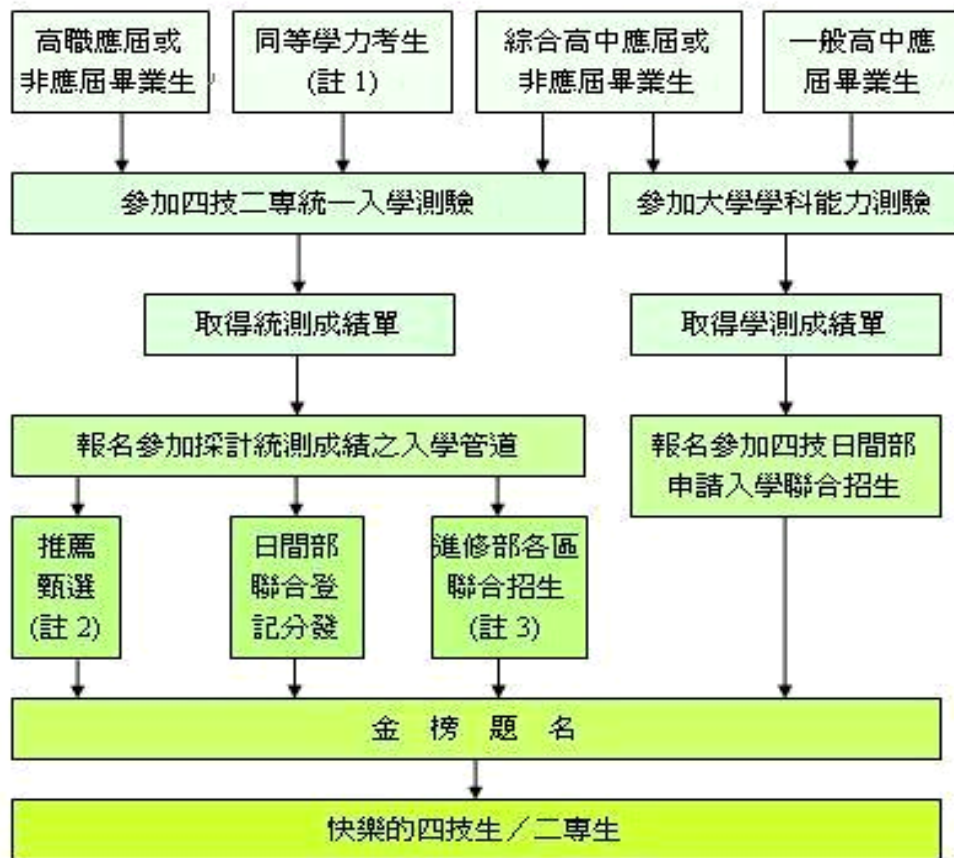 高職應屆或
非應屆畢業生
同等學力考生
(註 1)
綜合高中應屆或
非應屆畢業生
一般高中應
屆畢業生
參加四技二專統一入學測驗
參加大學學科能力測驗
取得統測成績單
取得學測成績單
報名參加採計統測成績之入學管道
報名參加四技日間部
申請入學聯合招生
推薦
甄選
(註 2)
日間部
聯合登
記分發
進修部各區
聯合招生
(註 3)
金 榜 題 名
快樂的四技生／二專生